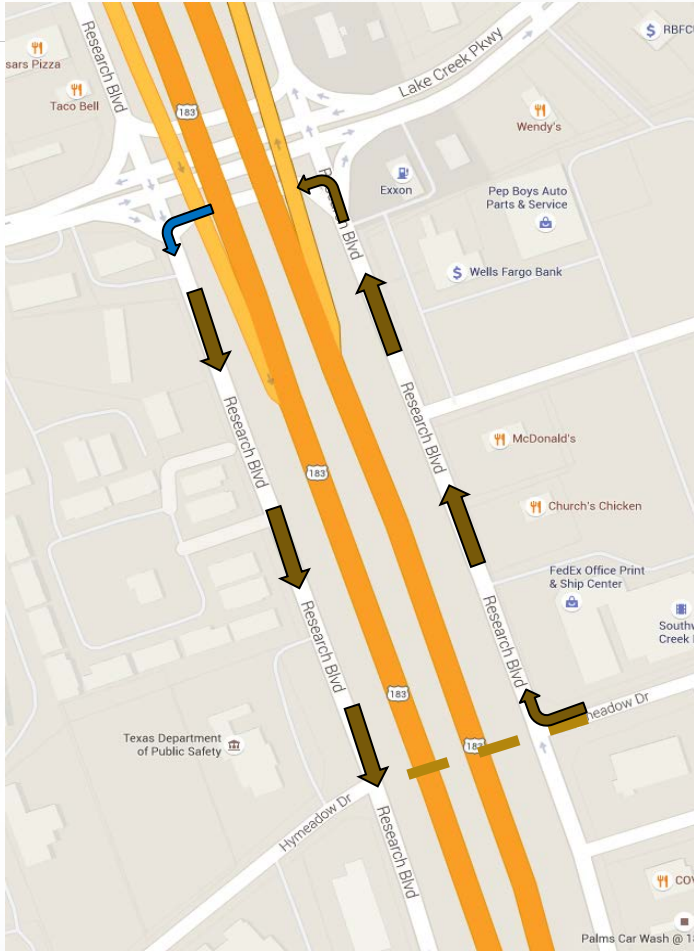 RBFC
sars Pizza
Research Blvd
Lake Creek Pkwy
Taco Bell
183
Wendy's
Research Blvd
Exxon
Pep Boys Auto
Parts & Service
Wells Fargo Bank
Research Blvd
Research Blvd
McDonald's
183
Church's Chicken
FedEx Office Print
& Ship Center
Research Blvd
Research Blvd
Southw
Creek
183
neadow Dr
Texas Department
of Public Safety
183
Hymeadow Dr
Research Blvd
COV
Palms Car Wash @ 1